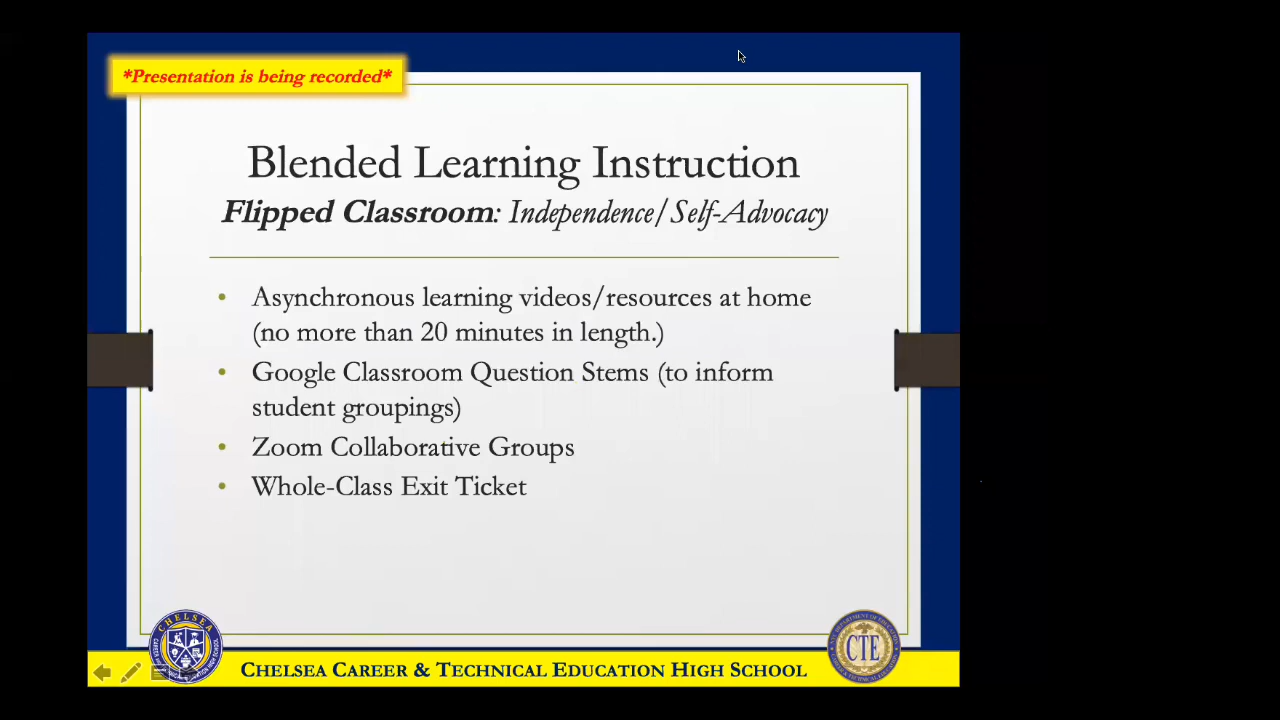 *Presentation is being recorded*
Blended Learning Instruction
Flipped Classroom: Independence/Self-Advocacy
• Asynchronous learning videos/resources at home
(no more than 20 minutes in length.)
• Google Classroom Question Stems (to inform
student groupings)
• Zoom Collaborative Groups
• Whole-Class Exit Ticket
CHELSEA
CTE
CHELSEA CAREER & TECHNICAL EDUCATION HIGH SCHOOL